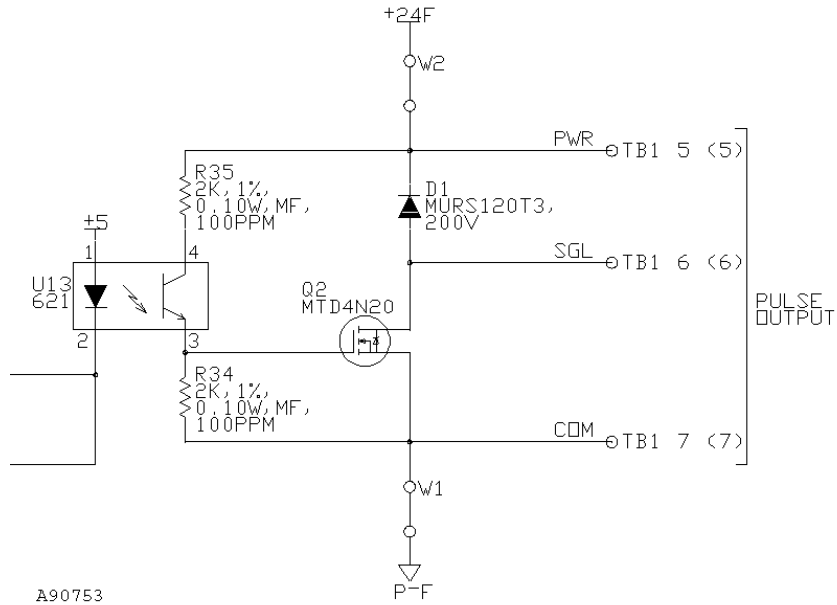 +24F
W2
PWR
TB1 5 (5)
R35
2K, 1%,
0.10W, MF,
100PPM
D1
MURS120T3,
200V
+5
1
4
SGL
TB1 6 (6)
U13
621
Q2
MTD4N20
PULSE
OUTPUT
2
3
R34
2K, 1%,
0.10W, MF,
100PPM
COM
TB1 7 (7)
W1
P-F
A90753